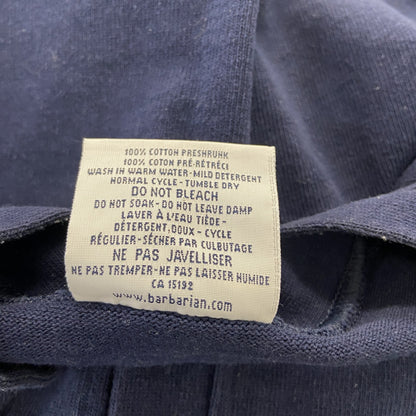 100% COTTON PRESHRUNK
100% COTON PRÉ-RÉTRÉCI
WASH IN WARM WATER-MILD DETERGENT
NORMAL CYCLE-TUMBLE DRY
DO NOT BLEACH
DO NOT SOAK-DO NOT LEAVE DAMP
LAVER À L'EAU TIÈDE-
DÉTERGENT.DOUX-CYCLE
RÉGULIER-SÉCHER PAR CULBUTAGE
NE PAS JAVELLISER
NE PAS TREMPER-NE PAS LAISSER HUMIDE
CA 15192
www.barbarian.com